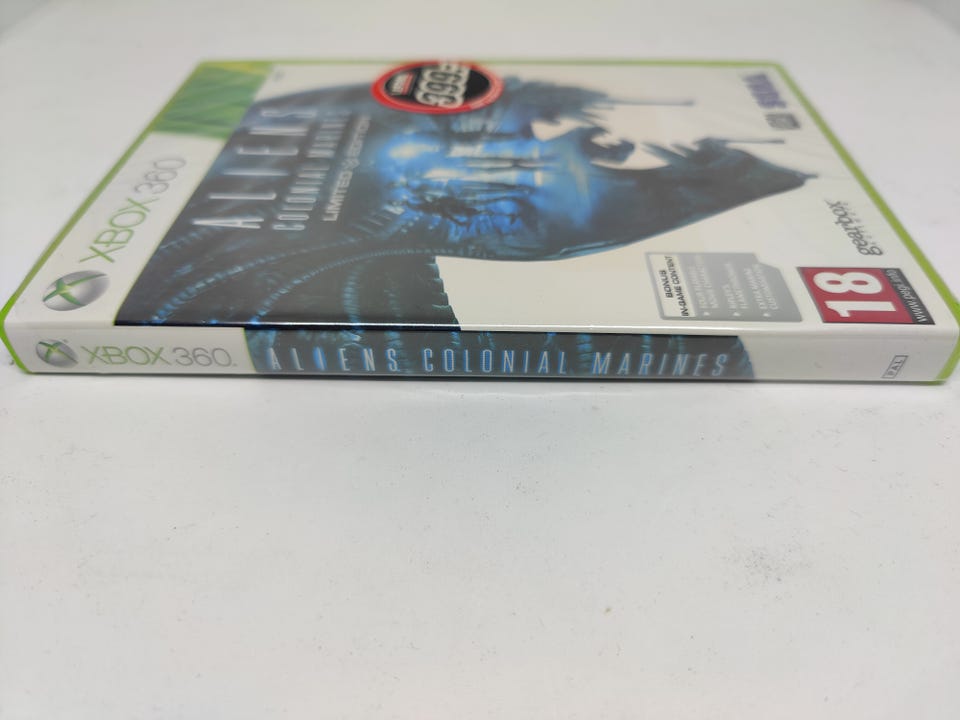 XBOX 360
ALIENS
COLONIAL MARINES
LIMITED EDITION
399:-
SEGA
gearbox
18
www.pegi.info
BONUS
IN-GAME CONTENT
XBOX 360
ALIENS COLONIAL MARINES
PAL